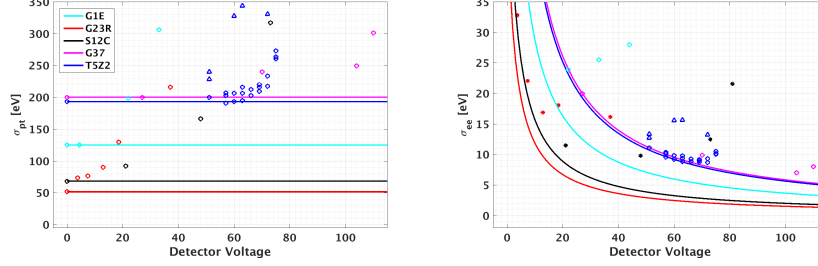 350
300
250
200
150
100
50
0
σpt [eV]
G1E
G23R
S12C
G37
T5Z2
0 20 40 60 80 100
Detector Voltage
35
30
25
20
15
10
5
0
σee [eV]
0 20 40 60 80
Detector Voltage